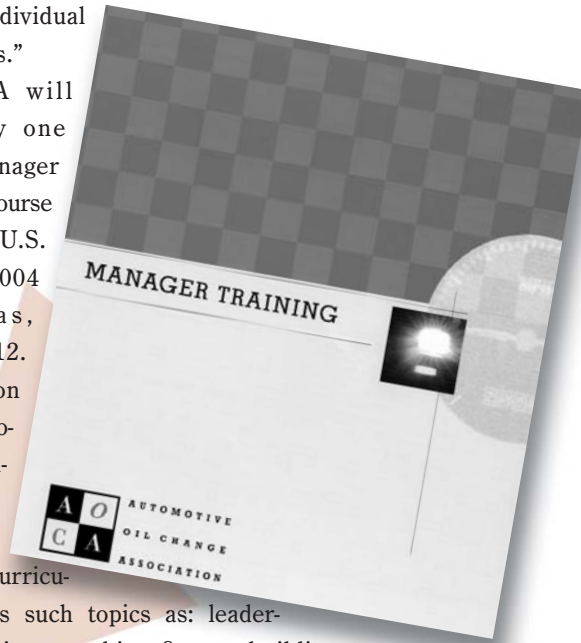 dividual
s.”
A will
y one
nager
ourse
U.S.
004
as,
12.
on
o-
-
urricu-
s such topics as: leader-
building
MANAGER TRAINING
A O C A
AUTOMOTIVE
OIL CHANGE
ASSOCIATION